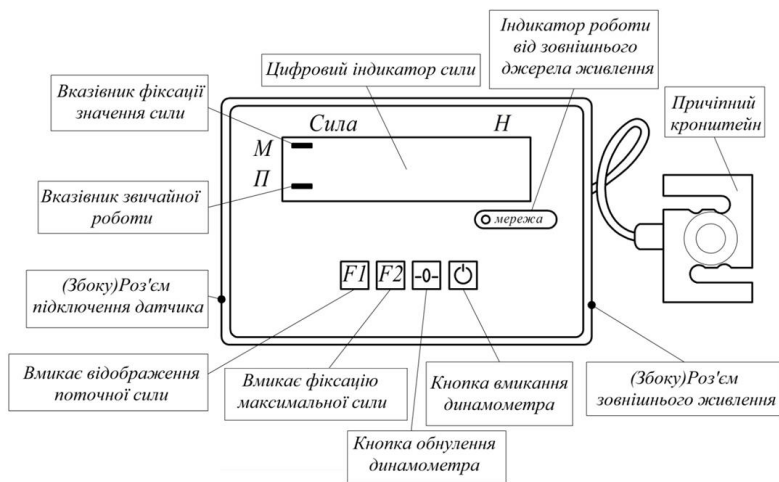 Індикатор роботи
від зовнішнього
джерела живлення
Цифровий індикатор сили
Вказівник фіксації
значення сили
Причіпний
кронштейн
Сила
Н
М
П
Вказівник звичайної
роботи
мережа
F1
F2
-0-
(Збоку)Роз'єм
підключення датчика
Вмикає відображення
поточної сили
Вмикає фіксацію
максимальної сили
Кнопка вмикання
динамометра
(Збоку)Роз'єм
зовнішнього живлення
Кнопка обнулення
динамометра